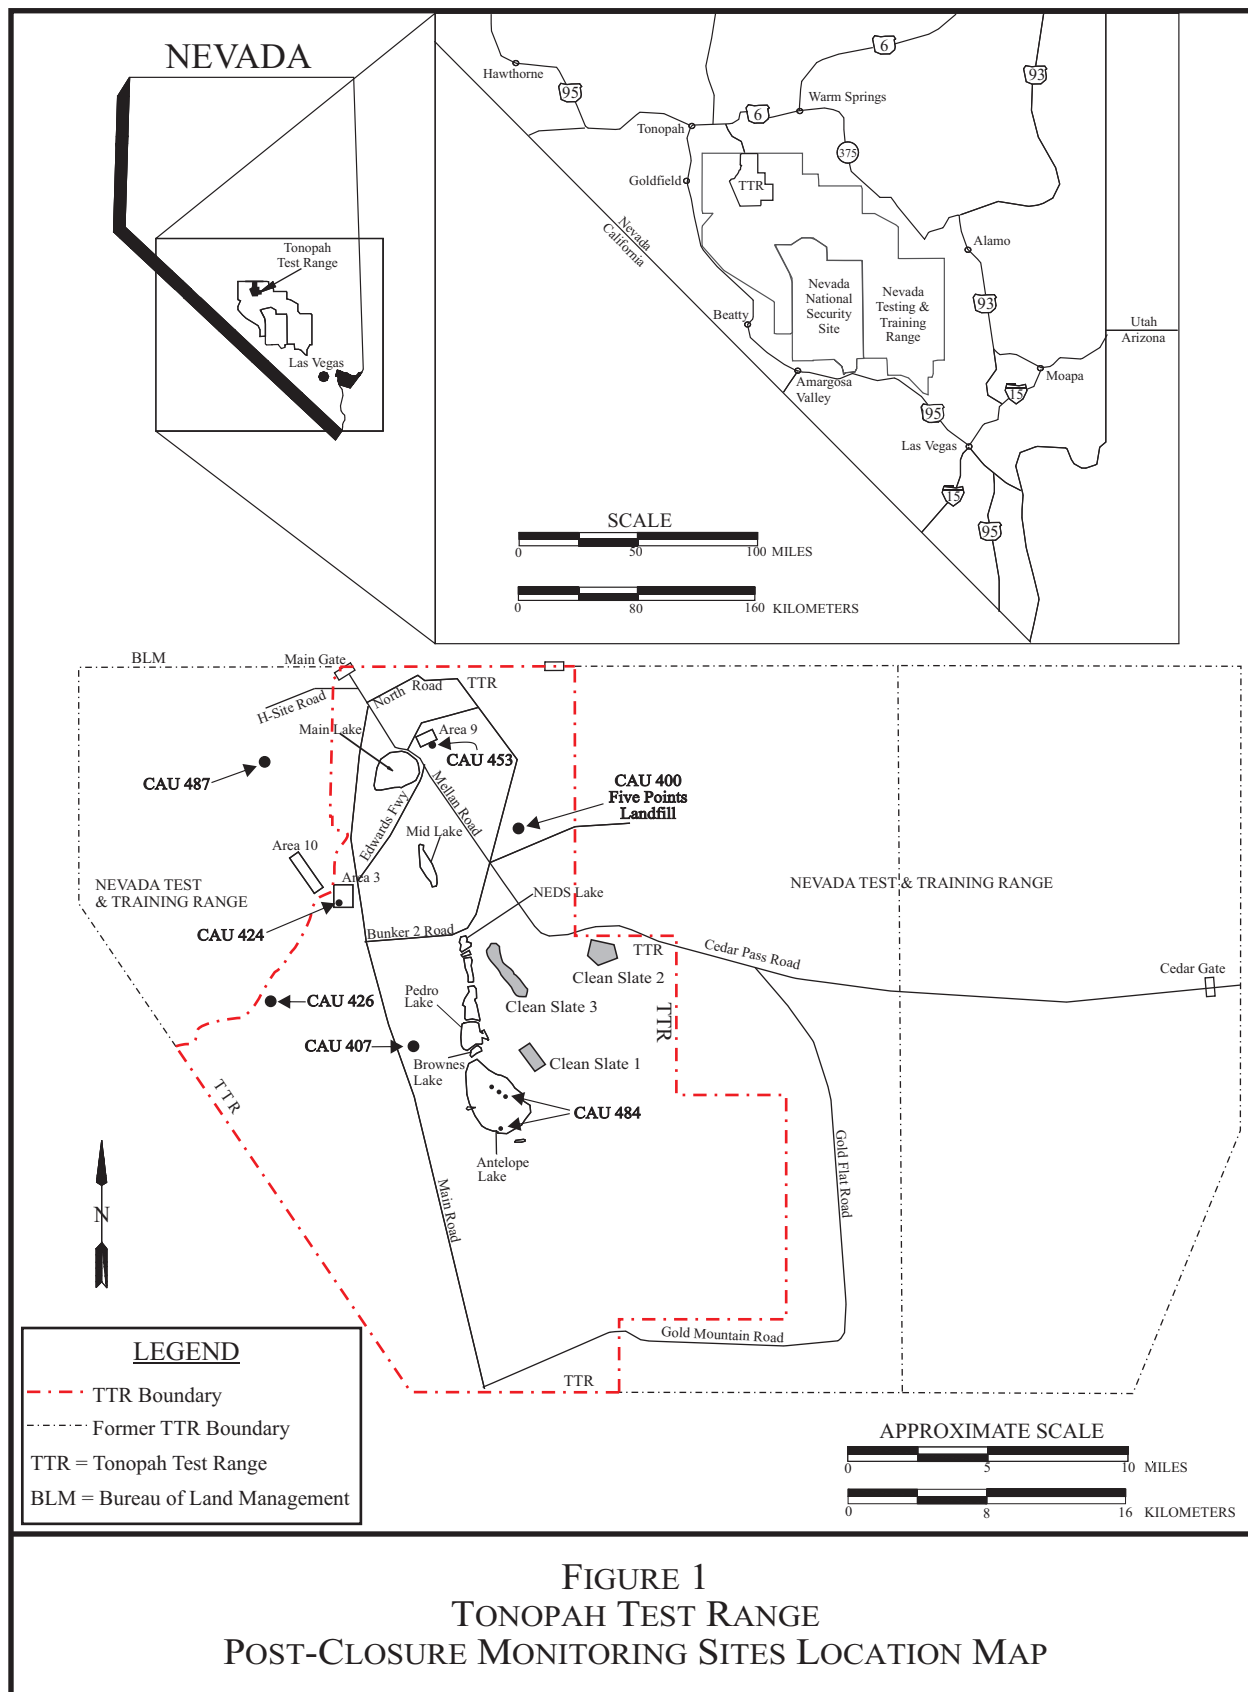 NEVADA
Tonopah
Test Range
Las Vegas
6
93
Hawthorne
95
Warm Springs
6
Tonopah
375
Goldfield
TTR
Nevada
California
Alamo
Nevada
National
Security
Site
Nevada
Testing &
Training
Range
93
Beatty
Utah
Arizona
Amargosa
Valley
Moapa
15
95
Las Vegas
15
95
SCALE
0
50
100
MILES
0
80
160
KILOMETERS
BLM
Main Gate
North Road
TTR
H-Site Road
Main Lake
Area 9
CAU 453
CAU 487
CAU 400
Five Points
Landfill
Mellan Road
Edwards Fwy
Mid Lake
Area 10
Area 3
NEVADA TEST
& TRAINING RANGE
NEVADA TEST & TRAINING RANGE
NEDS Lake
CAU 424
Bunker 2 Road
TTR
Cedar Pass Road
Cedar Gate
Clean Slate 2
Clean Slate 3
Pedro
Lake
CAU 426
TTR
CAU 407
Brownes
Lake
Clean Slate 1
TTR
CAU 484
Antelope
Lake
Gold Flat Road
Main Road
N
Gold Mountain Road
TTR
LEGEND
TTR Boundary
Former TTR Boundary
TTR = Tonopah Test Range
BLM = Bureau of Land Management
APPROXIMATE SCALE
0
5
10
MILES
0
8
16
KILOMETERS
FIGURE 1
TONOPAH TEST RANGE
POST-CLOSURE MONITORING SITES LOCATION MAP